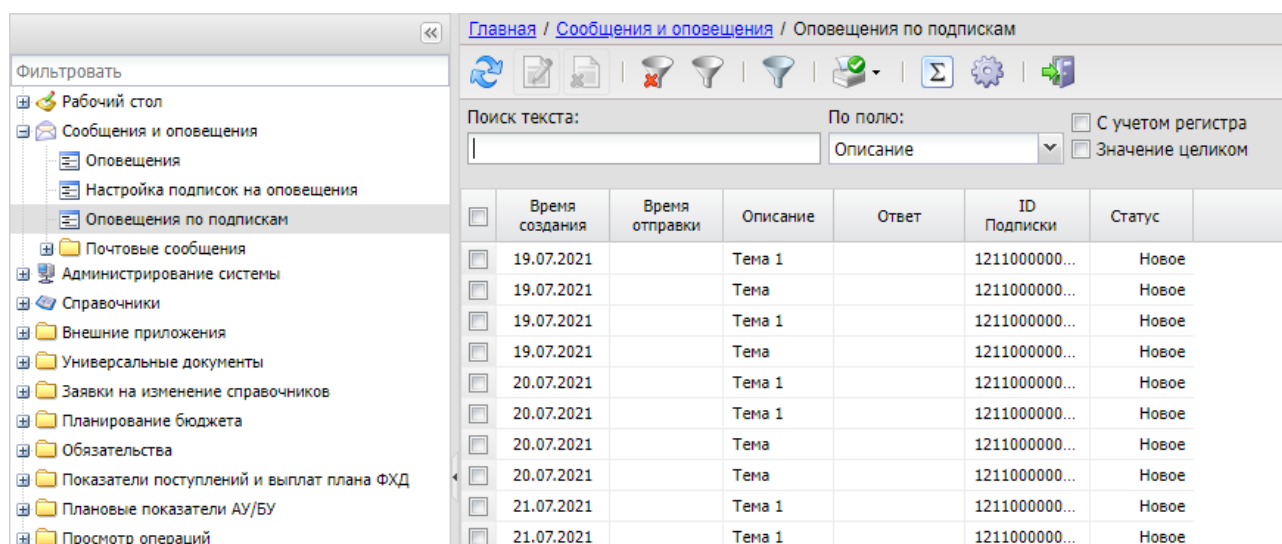 Фильтровать
Рабочий стол
Сообщения и оповещения
Оповещения
Настройка подписок на оповещения
Оповещения по подпискам
Почтовые сообщения
Администрирование системы
Справочники
Внешние приложения
Универсальные документы
Заявки на изменение справочников
Планирование бюджета
Обязательства
Показатели поступлений и выплат плана ФХД
Плановые показатели АУ/БУ
Просмотр операций
Главная / Сообщения и оповещения / Оповещения по подпискам
Поиск текста: По полю: С учетом регистра
Описание Значение целиком
Время создания Время отправки Описание Ответ ID Подписки Статус
19.07.2021 Тема 1 1211000000... Новое
19.07.2021 Тема 1211000000... Новое
19.07.2021 Тема 1 1211000000... Новое
19.07.2021 Тема 1211000000... Новое
20.07.2021 Тема 1 1211000000... Новое
20.07.2021 Тема 1 1211000000... Новое
20.07.2021 Тема 1211000000... Новое
20.07.2021 Тема 1211000000... Новое
21.07.2021 Тема 1 1211000000... Новое
21.07.2021 Тема 1 1211000000... Новое